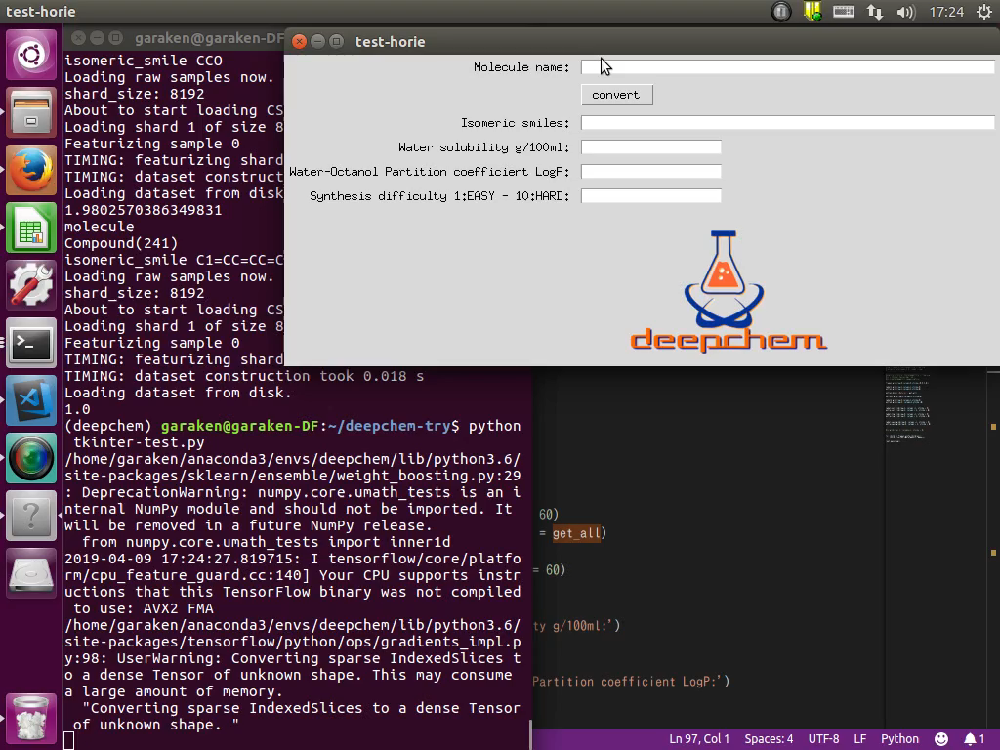 test-horie
17:24
garaken@garaken-DF
test-horie
isomeric_smile CCO
Loading raw samples now.
shard_size: 8192
About to start loading CS
Loading shard 1 of size 8
Featurizing sample 0
TIMING: featurizing shard
TIMING: dataset construct
Loading dataset from disk
1.9802570386349831
molecule
Compound(241)
isomeric_smile C1=CC=CC=C
Loading raw samples now.
shard_size: 8192
About to start loading CS
Loading shard 1 of size 8
Featurizing sample 0
TIMING: featurizing shard
TIMING: dataset construction took 0.018 s
Loading dataset from disk.
1.0
(deepchem) garaken@garaken-DF:~/deepchem-try$ python
tkinter-test.py
/home/garaken/anaconda3/envs/deepchem/lib/python3.6/
site-packages/sklearn/ensemble/weight_boosting.py:29
: DeprecationWarning: numpy.core.umath_tests is an i
nternal NumPy module and should not be imported. It
will be removed in a future NumPy release.
from numpy.core.umath_tests import inner1d
2019-04-09 17:24:27.819715: I tensorflow/core/platfo
rm/cpu_feature_guard.cc:140] Your CPU supports instr
uctions that this TensorFlow binary was not compiled
to use: AVX2 FMA
/home/garaken/anaconda3/envs/deepchem/lib/python3.6/
site-packages/tensorflow/python/ops/gradients_impl.p
y:98: UserWarning: Converting sparse IndexedSlices t
o a dense Tensor of unknown shape. This may consume
a large amount of memory.
"Converting sparse IndexedSlices to a dense Tensor
of unknown shape. "
Molecule name:
convert
Isomeric smiles:
Water solubility g/100ml:
Water-Octanol Partition coefficient LogP:
Synthesis difficulty 1:EASY - 10:HARD:
deepchem
60)
= get_all)
= 60)
ty g/100ml:')
Partition coefficient LogP:')
Ln 97, Col 1 Spaces: 4 UTF-8 LF Python 1